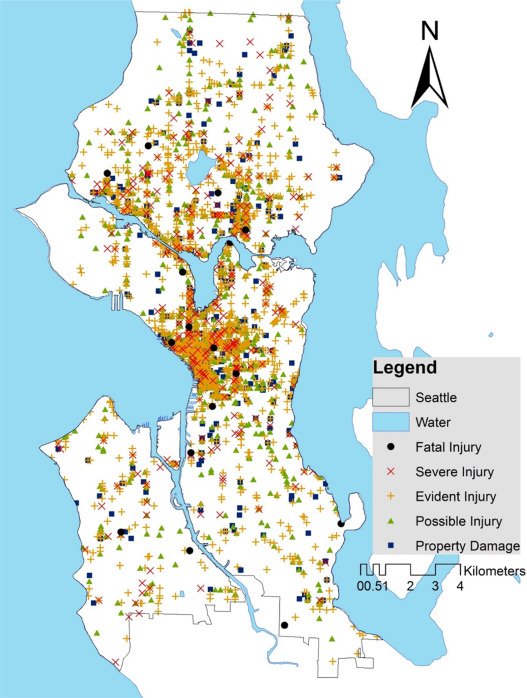 N
Legend
Seattle
Water
Fatal Injury
Severe Injury
Evident Injury
Possible Injury
Property Damage
Kilometers
00.51 2 3 4